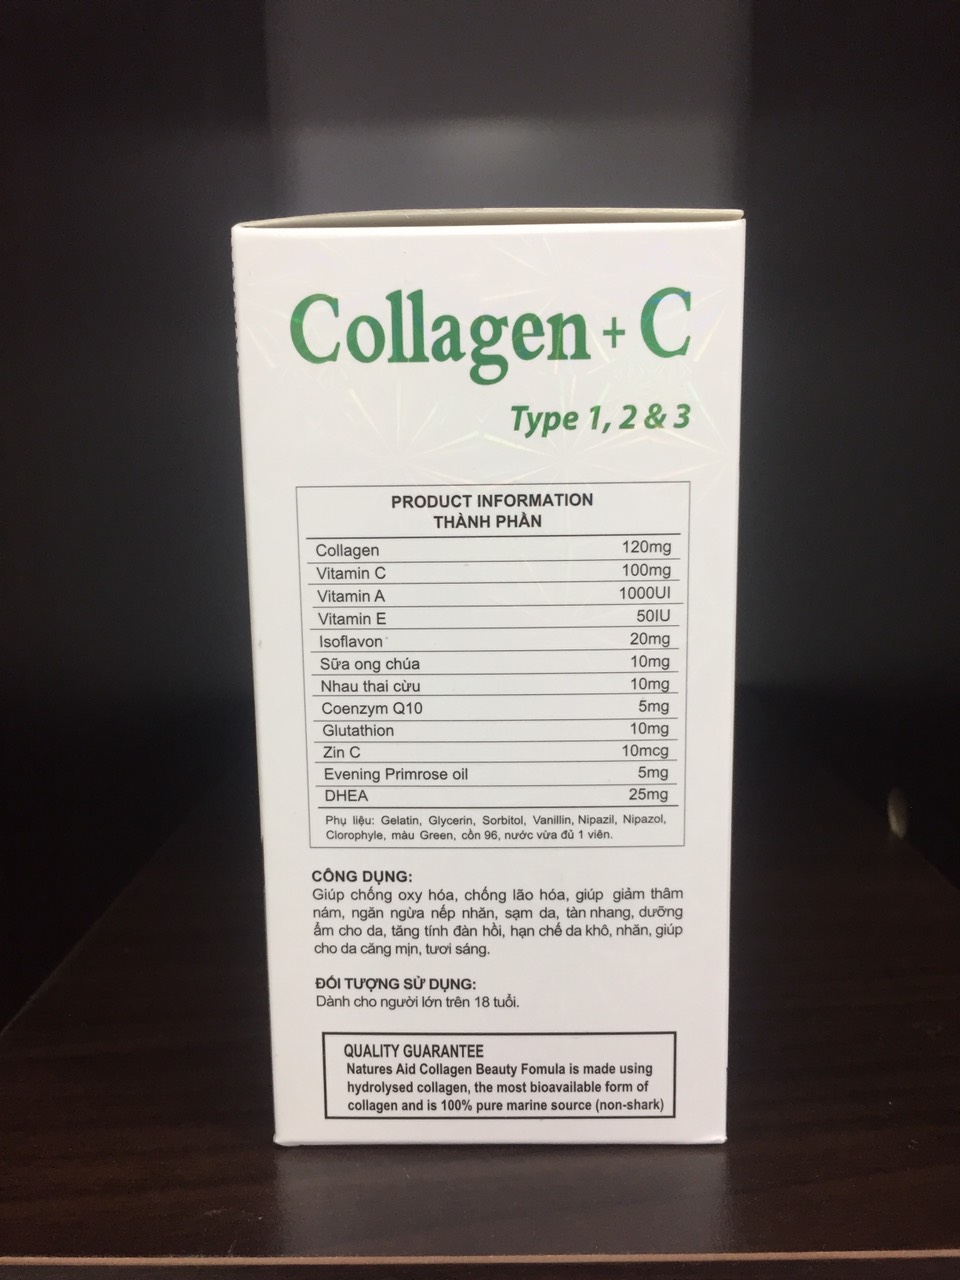 Collagen + C
Type 1, 2 & 3
PRODUCT INFORMATION
THÀNH PHẦN
Collagen 120mg
Vitamin C 100mg
Vitamin A 1000UI
Vitamin E 50IU
Isoflavon 20mg
Sữa ong chúa 10mg
Nhau thai cừu 10mg
Coenzym Q10 5mg
Glutathion 10mg
Zin C 10mcg
Evening Primrose oil 5mg
DHEA 25mg
Phụ liệu: Gelatin, Glycerin, Sorbitol, Vanillin, Nipazil, Nipazol,
Clorophyle, màu Green, cồn 96, nước vừa đủ 1 viên.
CÔNG DỤNG:
Giúp chống oxy hóa, chống lão hóa, giúp giảm thâm
nám, ngăn ngừa nếp nhăn, sạm da, tàn nhang, dưỡng
ẩm cho da, tăng tính đàn hồi, hạn chế da khô, nhăn, giúp
cho da căng mịn, tươi sáng.
ĐỐI TƯỢNG SỬ DỤNG:
Dành cho người lớn trên 18 tuổi.
QUALITY GUARANTEE
Natures Aid Collagen Beauty Fomula is made using
hydrolysed collagen, the most bioavailable form of
collagen and is 100% pure marine source (non-shark)